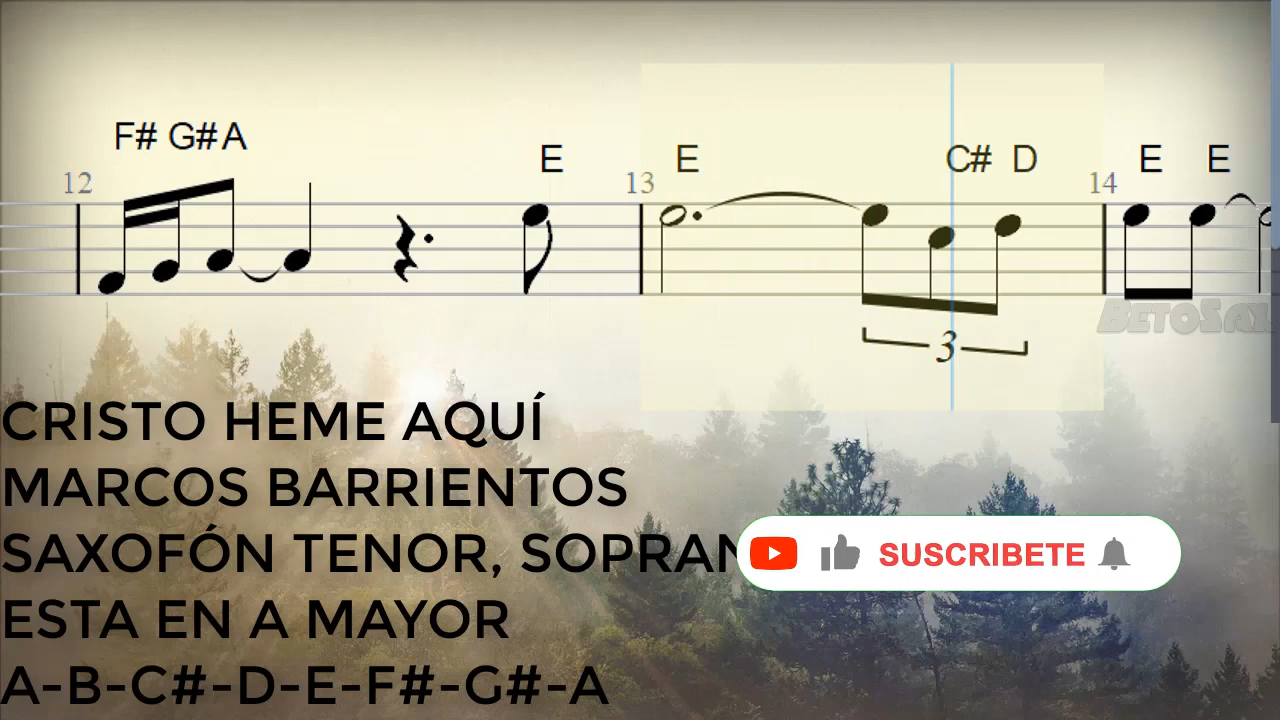 F# G# A
E
E
C# D
E E
12
13
14
3
CRISTO HEME AQUÍ
MARCOS BARRIENTOS
SAXOFÓN TENOR, SOPRAN
SUSCRIBETE
ESTA EN A MAYOR
A-B-C#-D-E-F#-G#-A